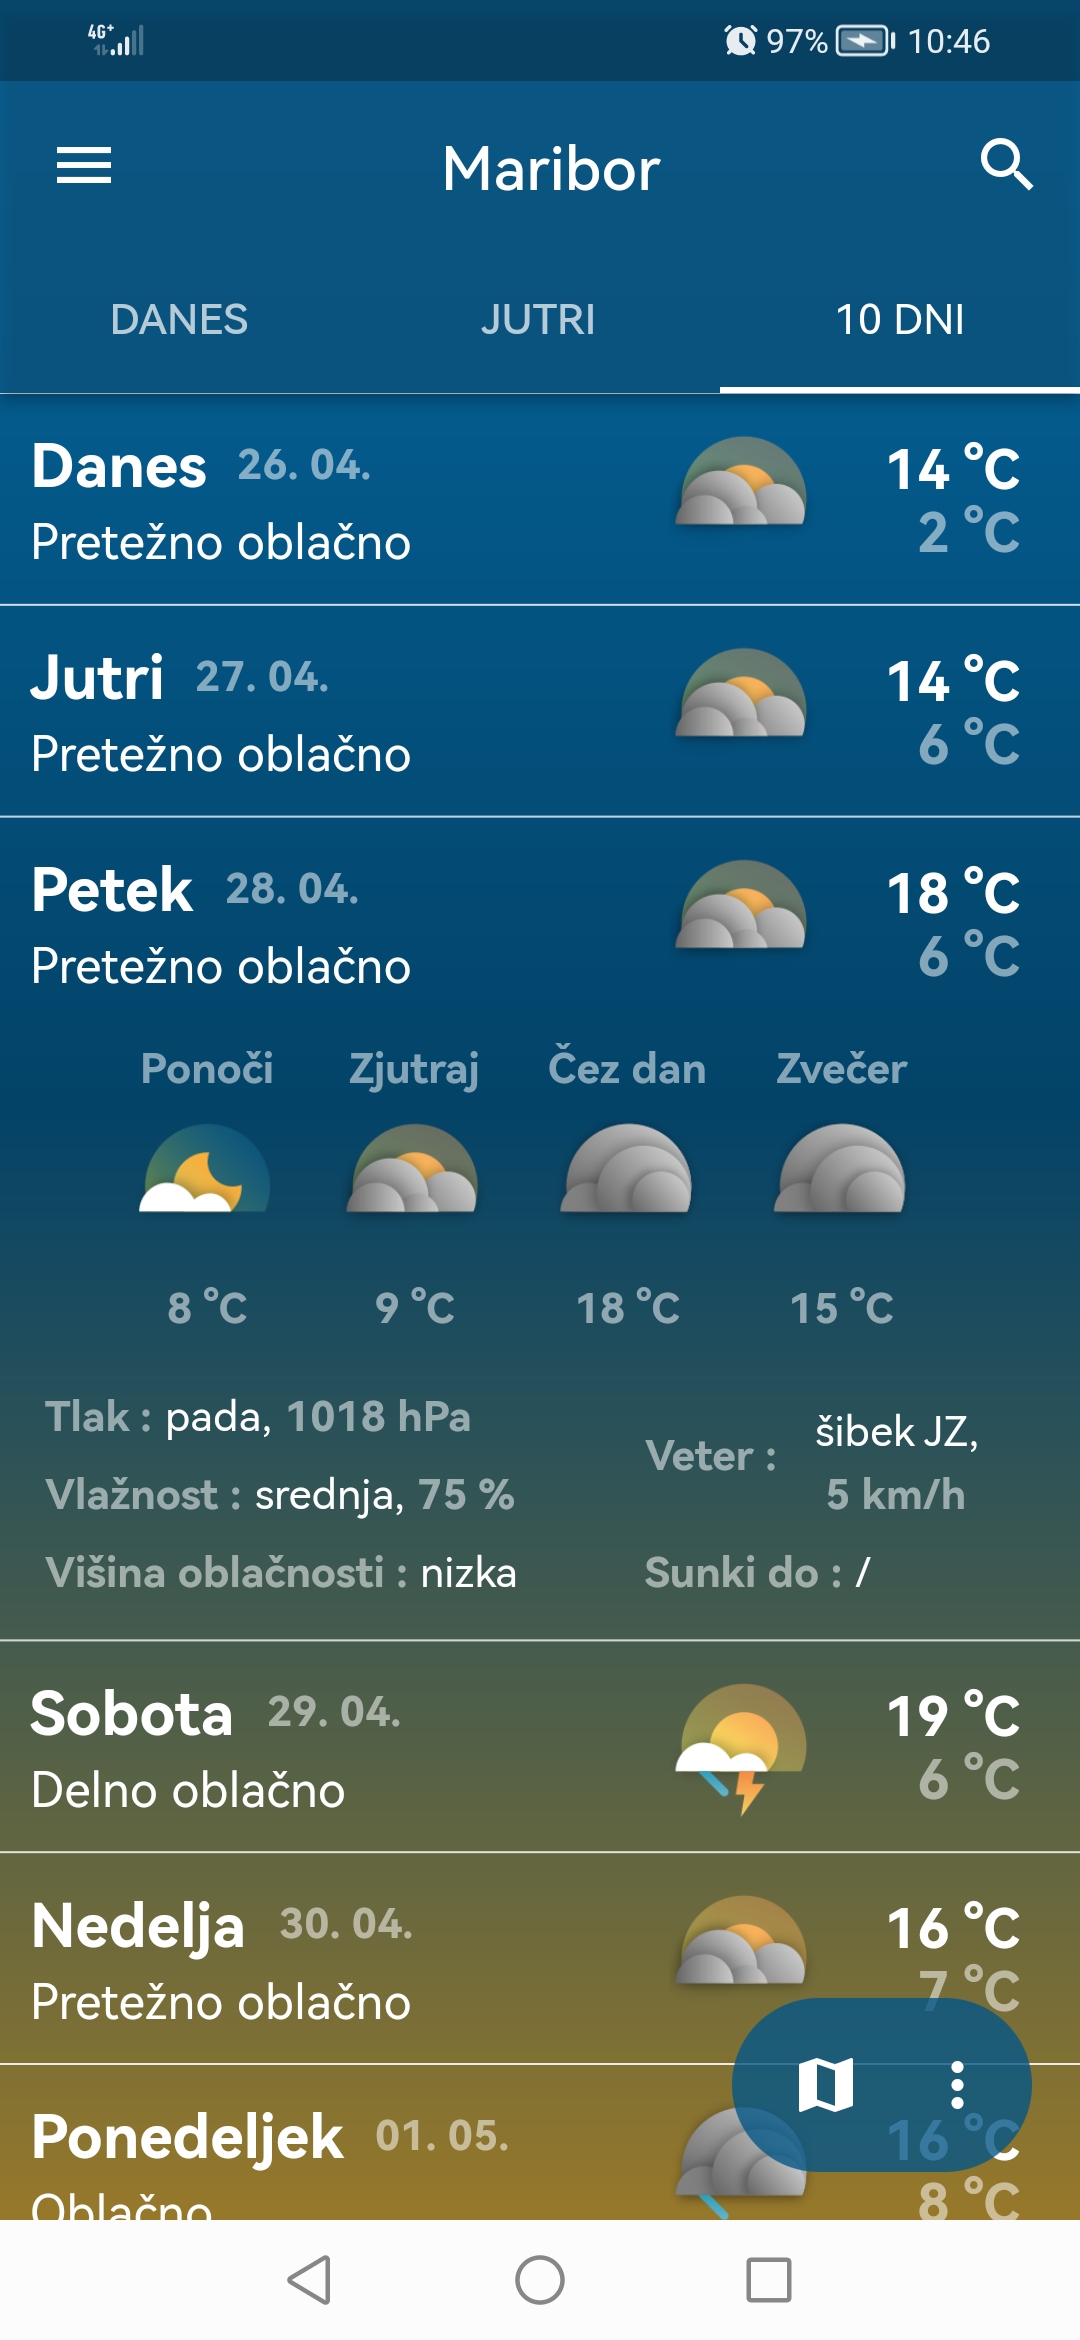 4G+ 97% 10:46
Maribor
DANES JUTRI 10 DNI
Danes 26. 04. 14 °C
Pretežno oblačno 2 °C
Jutri 27. 04. 14 °C
Pretežno oblačno 6 °C
Petek 28. 04. 18 °C
Pretežno oblačno 6 °C
Ponoči Zjutraj Čez dan Zvečer
8 °C 9 °C 18 °C 15 °C
Tlak : pada, 1018 hPa
Vlažnost : srednja, 75 %
Višina oblačnosti : nizka
Veter : šibek JZ,
5 km/h
Sunki do : /
Sobota 29. 04. 19 °C
Delno oblačno 6 °C
Nedelja 30. 04. 16 °C
Pretežno oblačno 7 °C
Ponedeljek 01. 05. 16 °C
Oblačno 8 °C